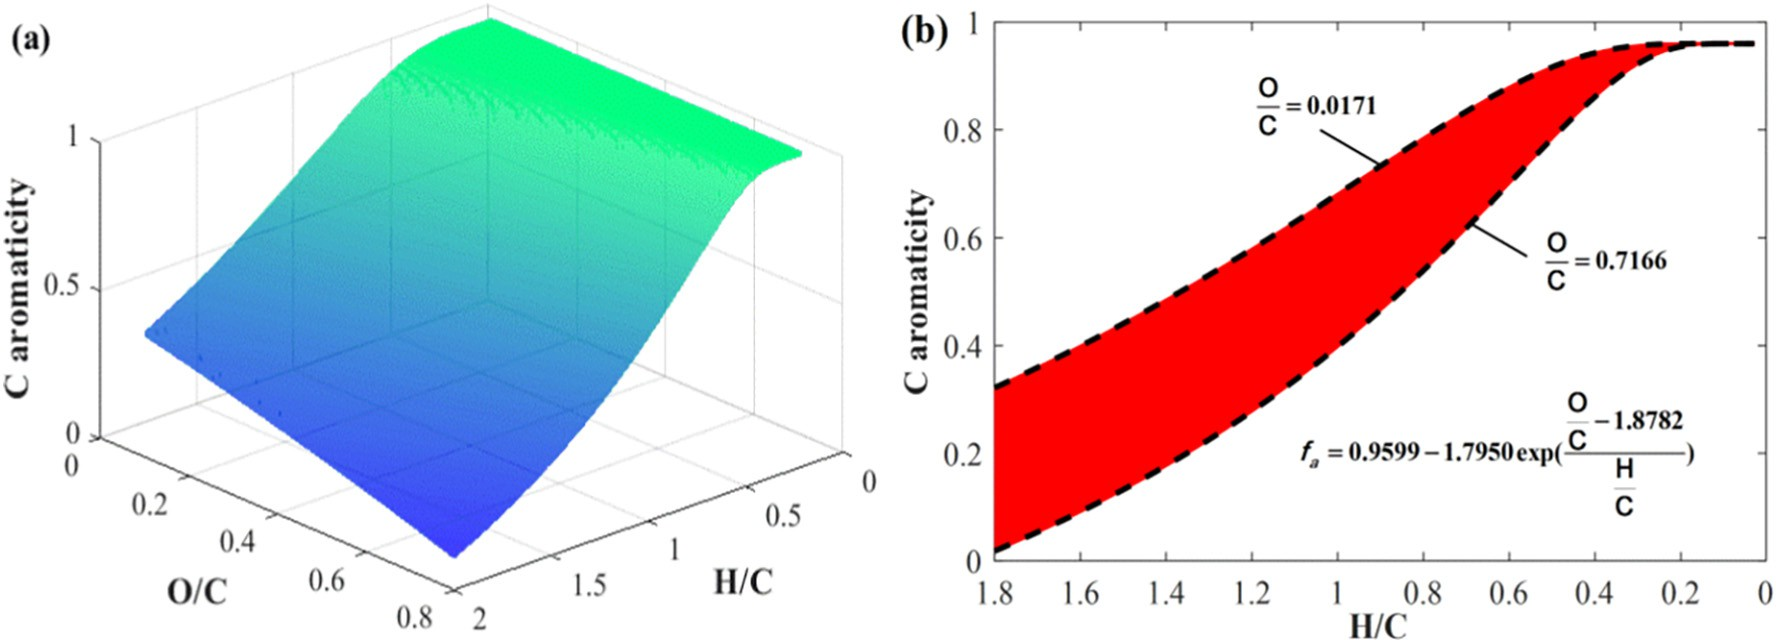 (a)
1
0.5
0
C aromaticity
0
0.2
0.4
0.6
0.8
O/C
2
1.5
1
0.5
0
H/C
(b)
1
0.8
0.6
0.4
0.2
0
C aromaticity
O/C = 0.0171
O/C = 0.7166
f_a = 0.9599 − 1.7950 exp((O/C − 1.8782) / (H/C))
1.8 1.6 1.4 1.2 1 0.8 0.6 0.4 0.2 0
H/C